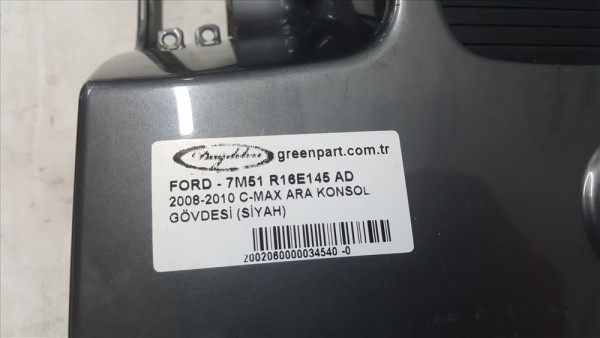 greenpart.com.tr
FORD - 7M51 R16E145 AD
2008-2010 C-MAX ARA KONSOL
GÖVDESİ (SİYAH)
2002060000034540 -0